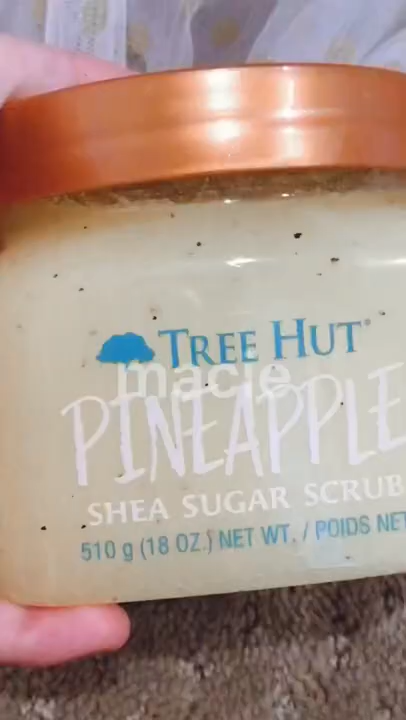 TREE HUT®
macie
PINEAPPLE
SHEA SUGAR SCRUB
510 g (18 OZ.) NET WT. / POIDS NET